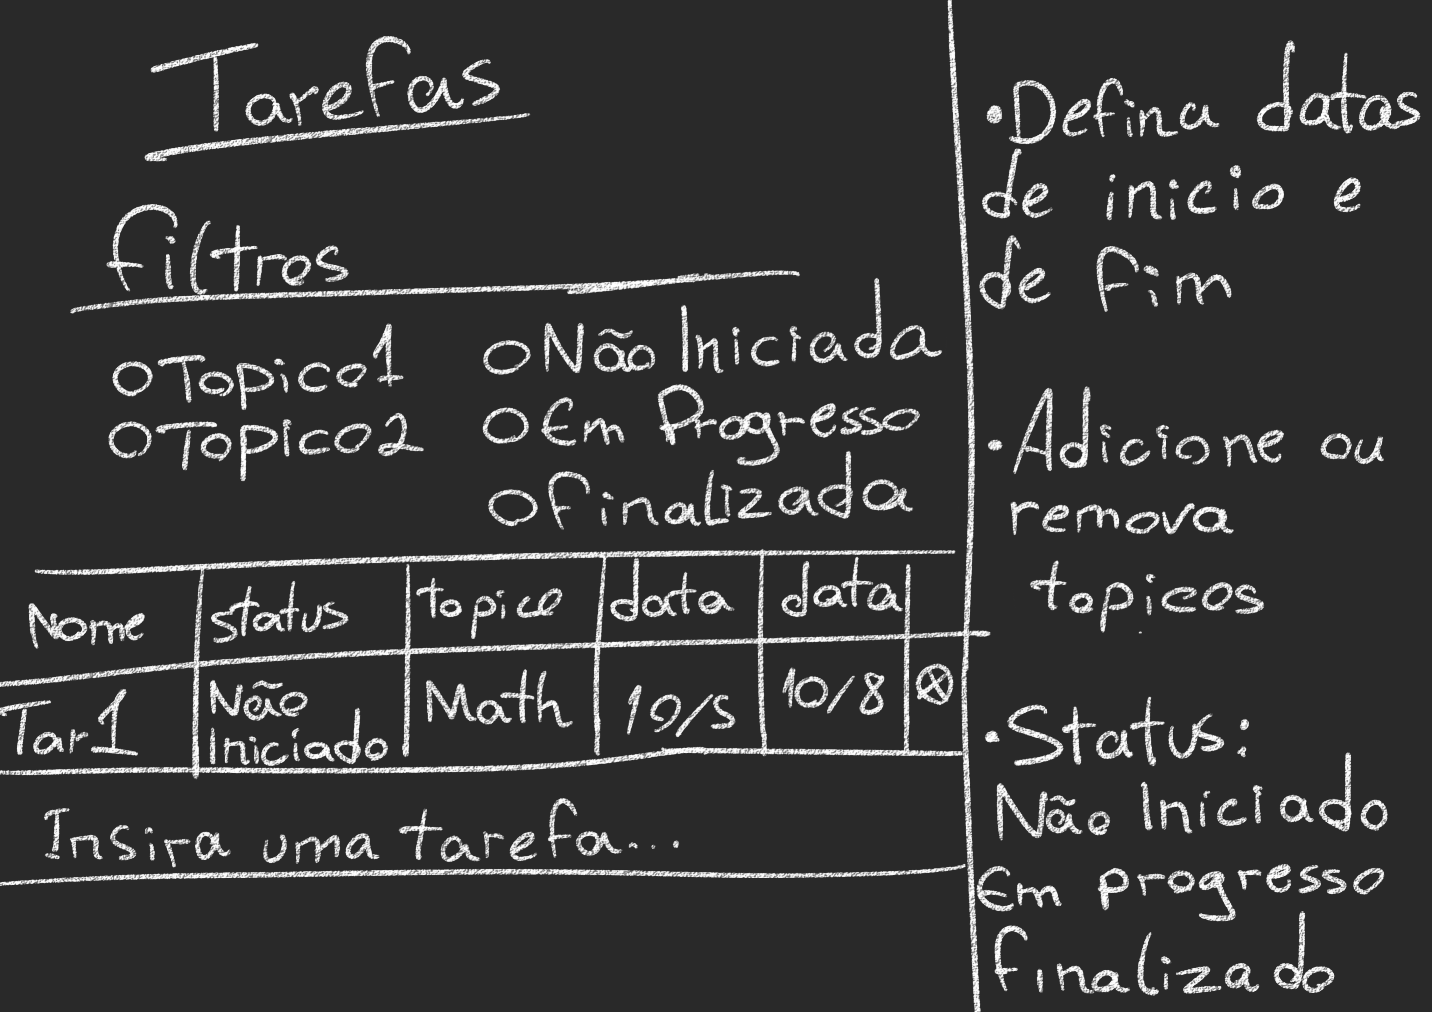 Tarefas
Filtros
Topico1
Topico2
Não Iniciada
Em Progresso
Finalizada
Nome status topico data data
Tar1 Não Iniciado Math 10/5 10/8
Insira uma tarefa...
•Defina datas
de inicio e
de fim
•Adicione ou
remova
topicos
•Status:
Não Iniciado
Em progresso
finalizado